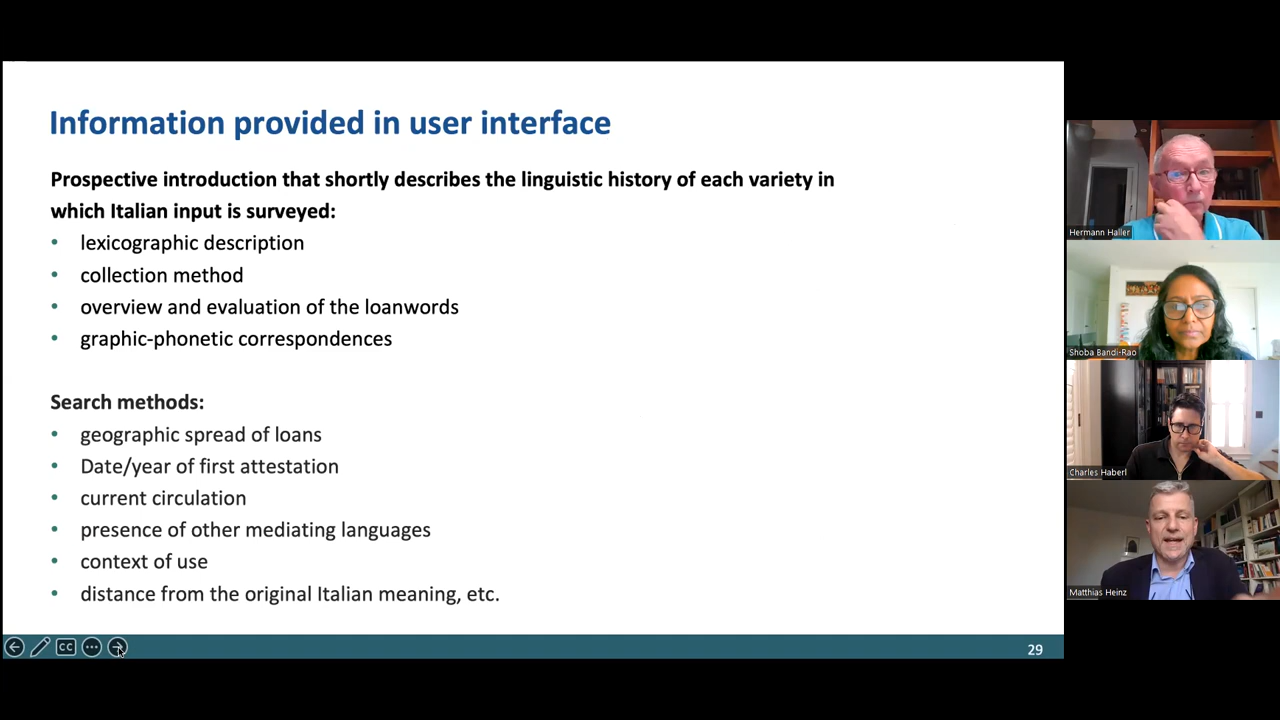 Information provided in user interface
Prospective introduction that shortly describes the linguistic history of each variety in
which Italian input is surveyed:
• lexicographic description
• collection method
• overview and evaluation of the loanwords
• graphic-phonetic correspondences
Search methods:
• geographic spread of loans
• Date/year of first attestation
• current circulation
• presence of other mediating languages
• context of use
• distance from the original Italian meaning, etc.
CC
29
Hermann Haller
Shoba Bandi-Rao
Charles Haberl
Matthias Heinz